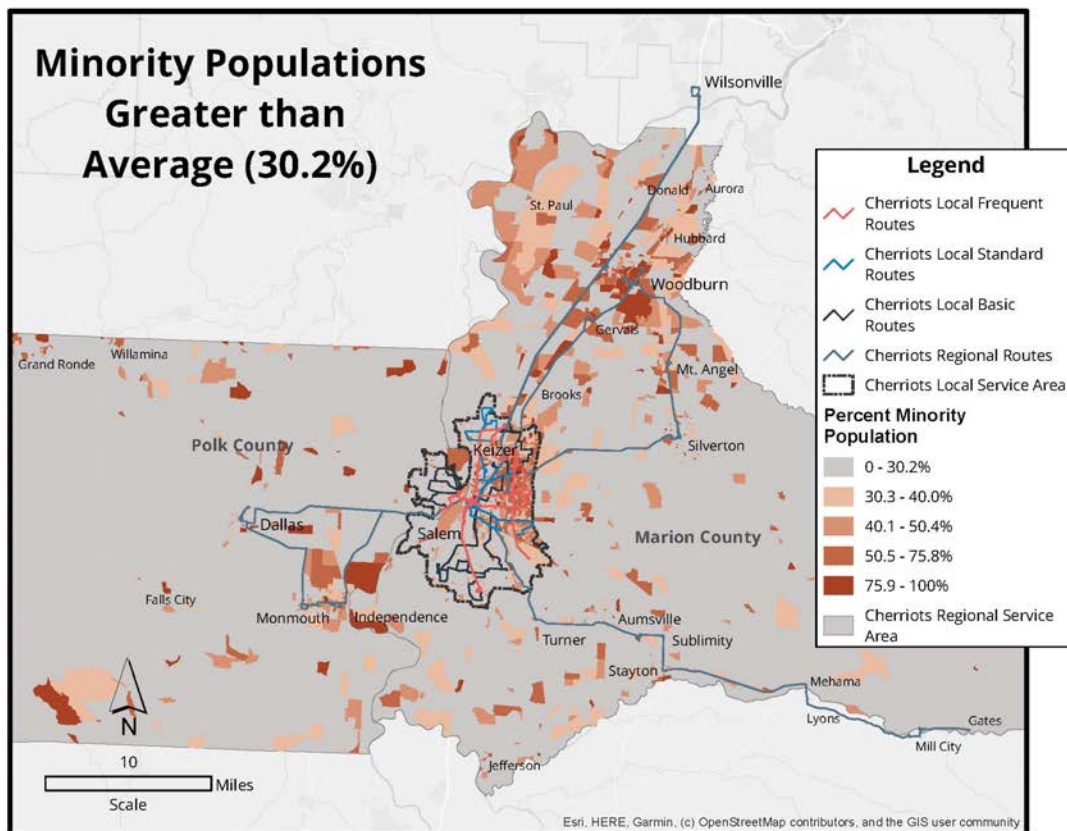 Minority Populations
Greater than
Average (30.2%)
Wilsonville
Donald
Aurora
St. Paul
Hubbard
Woodburn
Gervais
Mt. Angel
Grand Ronde
Willamina
Brooks
Polk County
Keizer
Silverton
Dallas
Salem
Marion County
Falls City
Monmouth
Independence
Aumsville
Turner
Sublimity
Stayton
Mehama
Lyons
Gates
Mill City
Jefferson
N
10
Miles
Scale
Legend
Cherriots Local Frequent
Routes
Cherriots Local Standard
Routes
Cherriots Local Basic
Routes
Cherriots Regional Routes
Cherriots Local Service Area
Percent Minority
Population
0 - 30.2%
30.3 - 40.0%
40.1 - 50.4%
50.5 - 75.8%
75.9 - 100%
Cherriots Regional Service
Area
Esri, HERE, Garmin, (c) OpenStreetMap contributors, and the GIS user community